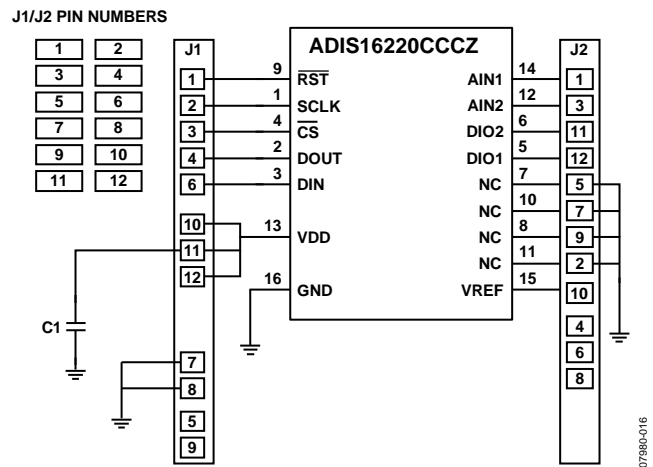 J1/J2 PIN NUMBERS
1 2
3 4
5 6
7 8
9 10
11 12
J1
ADIS16220CCCZ
J2
1 9 RST AIN1 14 1
2 1 SCLK AIN2 12 3
3 4 CS DIO2 6 11
4 2 DOUT DIO1 5 12
6 3 DIN NC 7 5
NC 10 7
10
13 VDD NC 8 9
11
NC 11 2
12
16 GND VREF 15 10
C1
4
6
7
8
8
5
9
07980-016